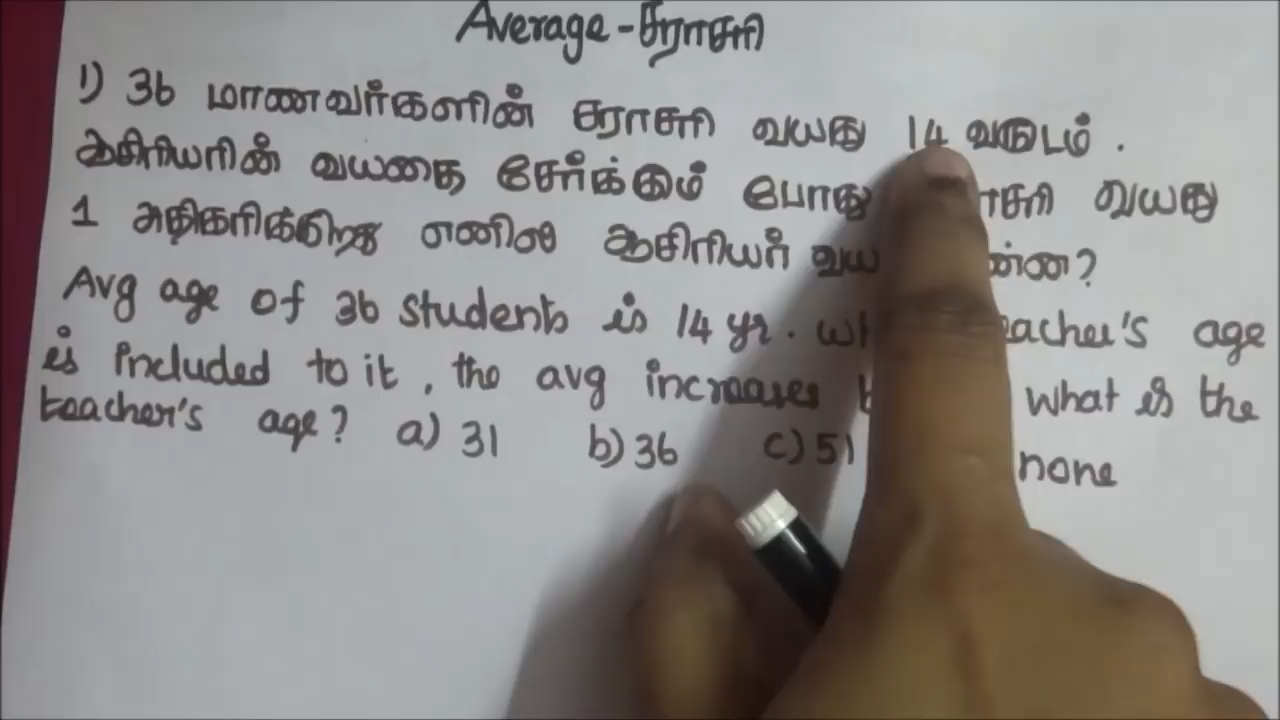 Average - சராசரி
1) 36 மாணவர்களின் சராசரி வயது 14 வருடம் .
ஆசிரியரின் வயதை சேர்க்கும் போது வயது
1 அதிகரிக்கிறது எனில் ஆசிரியர்
Avg age of 36 students is 14 yr . age
is included to it , the avg increases What is the
teacher's age? a) 31 b) 36 c) 51 none